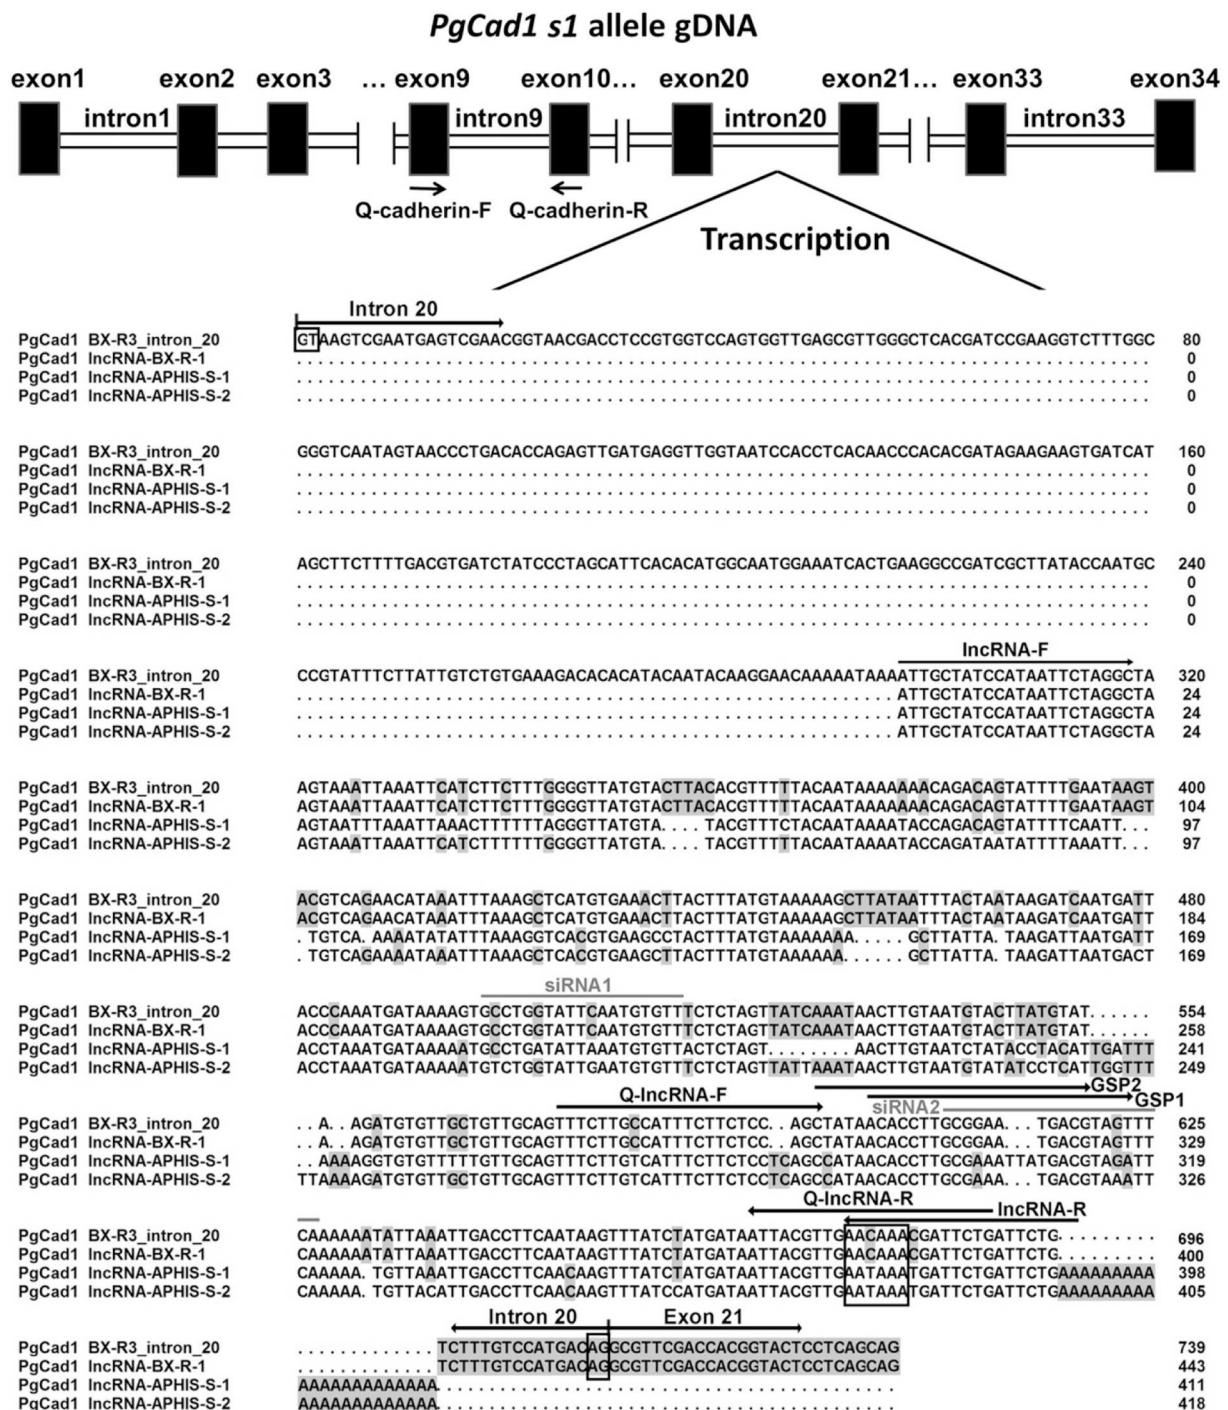 PgCad1 s1 allele gDNA
exon1 exon2 exon3 ... exon9 exon10... exon20 exon21... exon33 exon34
intron1 intron9 intron20 intron33
Q-cadherin-F Q-cadherin-R
Transcription
Intron 20
PgCad1 BX-R3_intron_20 GTAAGTCGAATGAGTCGAACGGTAACGACCTCCGTGGTCCAGTGGTTGAGCGTTGGGCTCACGATCCGAAGGTCTTTGGC 80
PgCad1 lncRNA-BX-R-1 ................................................................................ 0
PgCad1 lncRNA-APHIS-S-1 ................................................................................ 0
PgCad1 lncRNA-APHIS-S-2 ................................................................................ 0
PgCad1 BX-R3_intron_20 GGGTCAATAGTAACCCTGACACCAGAGTTGATGAGGTTGGTAATCCACCTCACAACCCACACGATAGAAGAAGTGATCAT 160
PgCad1 lncRNA-BX-R-1 ................................................................................ 0
PgCad1 lncRNA-APHIS-S-1 ................................................................................ 0
PgCad1 lncRNA-APHIS-S-2 ................................................................................ 0
PgCad1 BX-R3_intron_20 AGCTTCTTTTGACGTGATCTATCCCTAGCATTCACACATGGCAATGGAAATCACTGAAGGCCGATCGCTTATACCAATGC 240
PgCad1 lncRNA-BX-R-1 ................................................................................ 0
PgCad1 lncRNA-APHIS-S-1 ................................................................................ 0
PgCad1 lncRNA-APHIS-S-2 ................................................................................ 0
lncRNA-F
PgCad1 BX-R3_intron_20 CCGTATTTCTTATTGTCTGTGAAAGACACACATACAATACAAGGAACAAAAATAAAATTGCTATCCATAATTCTAGGCTA 320
PgCad1 lncRNA-BX-R-1 ........................................................ATTGCTATCCATAATTCTAGGCTA 24
PgCad1 lncRNA-APHIS-S-1 ........................................................ATTGCTATCCATAATTCTAGGCTA 24
PgCad1 lncRNA-APHIS-S-2 ........................................................ATTGCTATCCATAATTCTAGGCTA 24
PgCad1 BX-R3_intron_20 AGTAAATTAAATTCATCTTCTTTGGGGTTATGTACTTACACGTTTTTACAATAAAAAAACAGACAGTATTTTGAATAAGT 400
PgCad1 lncRNA-BX-R-1 AGTAAATTAAATTCATCTTCTTTGGGGTTATGTACTTACACGTTTTTACAATAAAAAAACAGACAGTATTTTGAATAAGT 104
PgCad1 lncRNA-APHIS-S-1 AGTAATTTAAATTAAACTTTTTTAGGGTTATGTA....TACGTTTCTACAATAAAATACCAGACAGTATTTTCAATT... 97
PgCad1 lncRNA-APHIS-S-2 AGTAAATTAAATTCATCTTTTTTGGGGTTATGTA....TACGTTTTTACAATAAAATACCAGATAATATTTTAAATT... 97
PgCad1 BX-R3_intron_20 ACGTCAGAACATAAATTTAAAGCTCATGTGAAACTTACTTTATGTAAAAAGCTTATAATTTACTAATAAGATCAATGATT 480
PgCad1 lncRNA-BX-R-1 ACGTCAGAACATAAATTTAAAGCTCATGTGAAACTTACTTTATGTAAAAAGCTTATAATTTACTAATAAGATCAATGATT 184
PgCad1 lncRNA-APHIS-S-1 .TGTCA.AAAATATATTTAAAGGTCACGTGAAGCCTACTTTATGTAAAAAAA.....GCTTATTA.TAAGATTAATGATT 169
PgCad1 lncRNA-APHIS-S-2 .TGTCAGAAAATAAATTTAAAGCTCACGTGAAGCTTACTTTATGTAAAAAA......GCTTATTA.TAAGATTAATGACT 169
siRNA1
PgCad1 BX-R3_intron_20 ACCCAAATGATAAAAGTGCCTGGTATTCAATGTGTTTCTCTAGTTATCAAATAACTTGTAATGTACTTATGTAT...... 554
PgCad1 lncRNA-BX-R-1 ACCCAAATGATAAAAGTGCCTGGTATTCAATGTGTTTCTCTAGTTATCAAATAACTTGTAATGTACTTATGTAT...... 258
PgCad1 lncRNA-APHIS-S-1 ACCTAAATGATAAAAATGCCTGATATTAAATGTGTTACTCTAGT........AACTTGTAATCTATACCTACATTGATTT 241
PgCad1 lncRNA-APHIS-S-2 ACCTAAATGATAAAAATGTCTGGTATTGAATGTGTTTCTCTAGTTATTAAATAACTTGTAATGTATATCCTCATTGGTTT 249
Q-lncRNA-F GSP2
siRNA2 GSP1
PgCad1 BX-R3_intron_20 ..A..AGATGTGTTGCTGTTGCAGTTTCTTGCCATTTCTTCTCC..AGCTATAACACCTTGCGGAA...TGACGTAGTTT 625
PgCad1 lncRNA-BX-R-1 ..A..AGATGTGTTGCTGTTGCAGTTTCTTGCCATTTCTTCTCC..AGCTATAACACCTTGCGGAA...TGACGTAGTTT 329
PgCad1 lncRNA-APHIS-S-1 ..AAAAGGTGTGTTTTTGTTGCAGTTTCTTGTCATTTCTTCTCCTCAGCCATAACACCTTGCGAAATTATGACGTAGATT 319
PgCad1 lncRNA-APHIS-S-2 TTAAAAGATGTGTTGCTGTTGCAGTTTCTTGTCATTTCTTCTCCTCAGCCATAACACCTTGCGAAA...TGACGTAAATT 326
Q-lncRNA-R lncRNA-R
PgCad1 BX-R3_intron_20 CAAAAAATATTAAATTGACCTTCAATAAGTTTATCTATGATAATTACGTTGAACAAACGATTCTGATTCTG......... 696
PgCad1 lncRNA-BX-R-1 CAAAAAATATTAAATTGACCTTCAATAAGTTTATCTATGATAATTACGTTGAACAAACGATTCTGATTCTG......... 400
PgCad1 lncRNA-APHIS-S-1 CAAAAA.TGTTAAATTGACCTTCAACAAGTTTATCTATGATAATTACGTTGAATAAATGATTCTGATTCTGAAAAAAAAA 398
PgCad1 lncRNA-APHIS-S-2 CAAAAA.TGTTACATTGACCTTCAACAAGTTTATCCATGATAATTACGTTGAATAAATGATTCTGATTCTGAAAAAAAAA 405
Intron 20 Exon 21
PgCad1 BX-R3_intron_20 .............TCTTTGTCCATGACAGGCGTTCGACCACGGTACTCCTCAGCAG 739
PgCad1 lncRNA-BX-R-1 .............TCTTTGTCCATGACAGGCGTTCGACCACGGTACTCCTCAGCAG 443
PgCad1 lncRNA-APHIS-S-1 AAAAAAAAAAAAA........................................... 411
PgCad1 lncRNA-APHIS-S-2 AAAAAAAAAAAAA........................................... 418